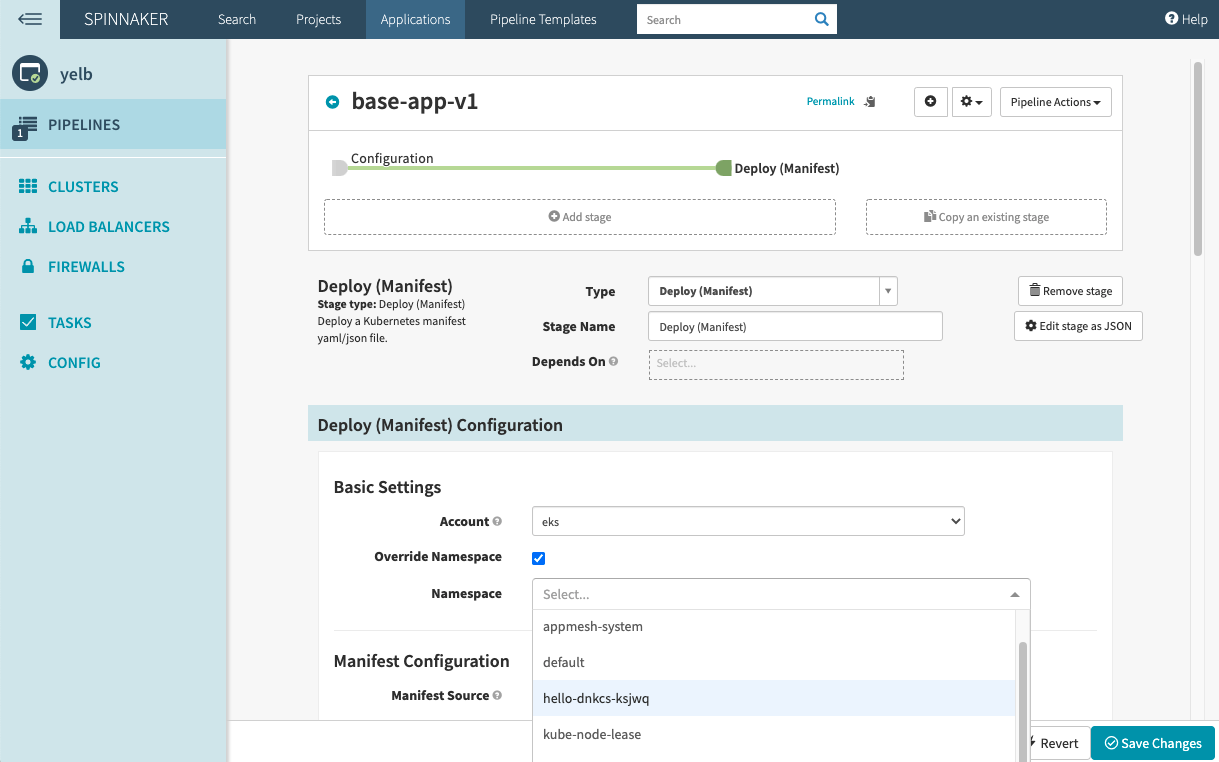 SPINNAKER Search Projects Applications Pipeline Templates Search Help
yelb
1 PIPELINES
CLUSTERS
LOAD BALANCERS
FIREWALLS
TASKS
CONFIG
base-app-v1 Permalink Pipeline Actions
Configuration
Deploy (Manifest)
Add stage Copy an existing stage
Deploy (Manifest)
Stage type: Deploy (Manifest)
Deploy a Kubernetes manifest
yaml/json file.
Type Deploy (Manifest) Remove stage
Stage Name Deploy (Manifest) Edit stage as JSON
Depends On Select...
Deploy (Manifest) Configuration
Basic Settings
Account eks
Override Namespace
Namespace Select...
appmesh-system
default
hello-dnkcs-ksjwq
kube-node-lease
Manifest Configuration
Manifest Source
Revert Save Changes